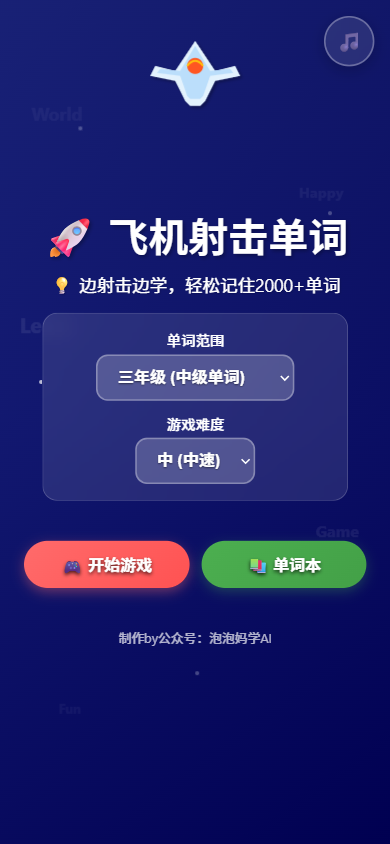 World
Happy
🚀 飞机射击单词
💡 边射击边学，轻松记住2000+单词
单词范围
三年级 (中级单词)
游戏难度
中 (中速)
Game
🎮 开始游戏
📚 单词本
制作by公众号：泡泡妈学AI
Fun